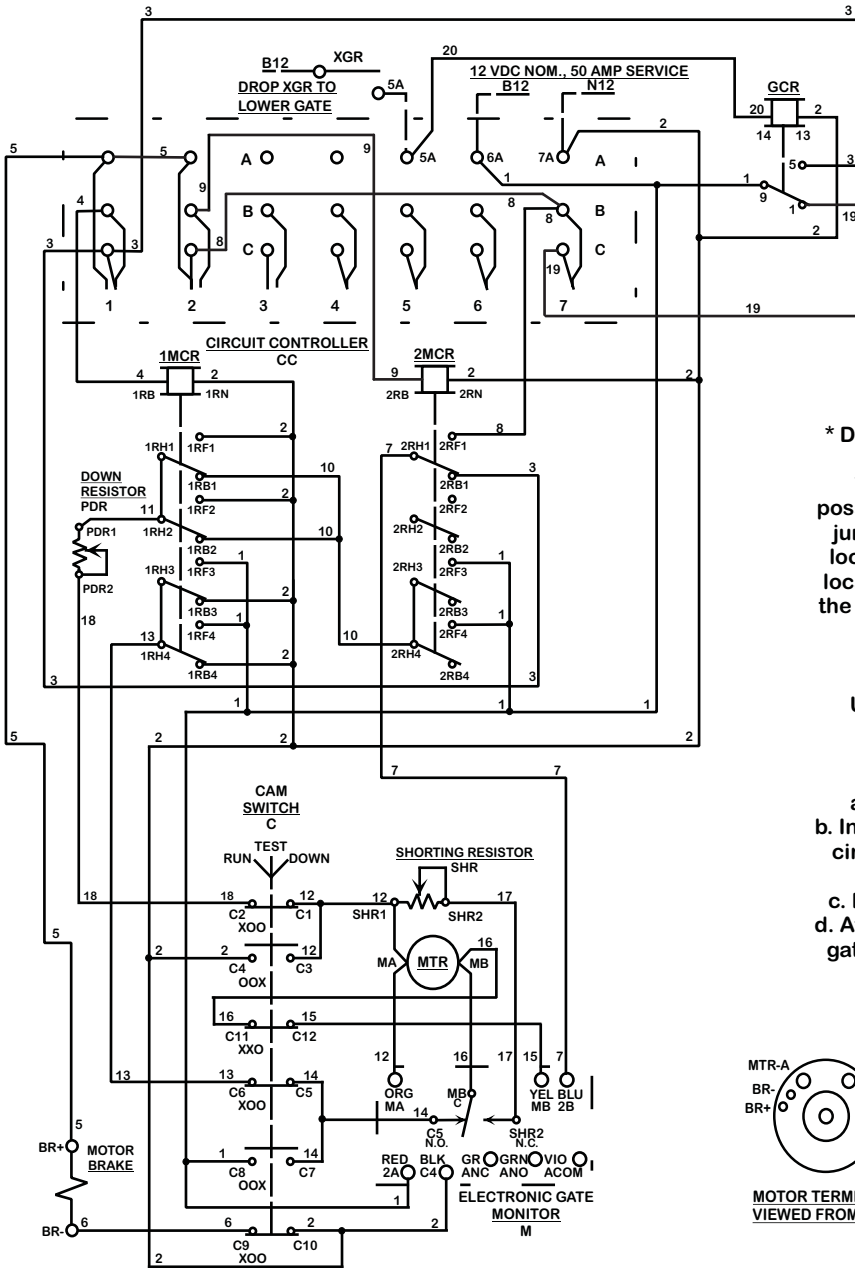 3 3
B12 XGR 20 12 VDC NOM., 50 AMP SERVICE
DROP XGR TO 5A B12 N12 GCR
LOWER GATE
20 2
14 13
5 5 A 9 5A 6A 7A 2 A 5 3
9 1 1 9 1
4 B 8 8 B 19
3 3 8 C 19 C 2
1 2 3 4 5 6 7 19
CIRCUIT CONTROLLER
CC
1MCR 2MCR
4 2 9 2 2
1RB 1RN 2RB 2RN
1RH1 1RF1 2 7 2RH1 2RF1 8
DOWN
RESISTOR
PDR
1RB1 10 2RB1 3
1RF2 2 2RF2
PDR1 11 1RH2 10 2RH2
1RB2 2RB2
1RH3 1RF3 1 2RH3 2RF3 1
PDR2
1RB3 2 2RB3
18 13 1RF4 1 10 2RF4 1
1RH4 2RH4
1RB4 2 2RB4
3 3
1 1 1
5 2 2 2
7 7
CAM
SWITCH
C
TEST
RUN DOWN
SHORTING RESISTOR
SHR
18 18 12 12 17
C2 C1 SHR1 SHR2
XOO
5 2 2 12 MA MTR MB 16
C4 C3
OOX
16 15
C11 C12
XXO
12 16 17 15 7
13 13 14 ORG MB YEL BLU
C6 C5 MA C MB 2B
XOO
14 C5 SHR2
N.O. N.C.
5 1 14 RED BLK GR GRN VIO
BR+ MOTOR C8 C7 2A C4 ANC ANO ACOM
BRAKE OOX
1 ELECTRONIC GATE
MONITOR
M
BR- 6 6 2 2
C9 C10
XOO
2
* D
pos
jur
loc
loc
the
U
a
b. In
cir
c. I
d. A
gat
MTR-A
BR-
BR+
MOTOR TERMI
VIEWED FROM